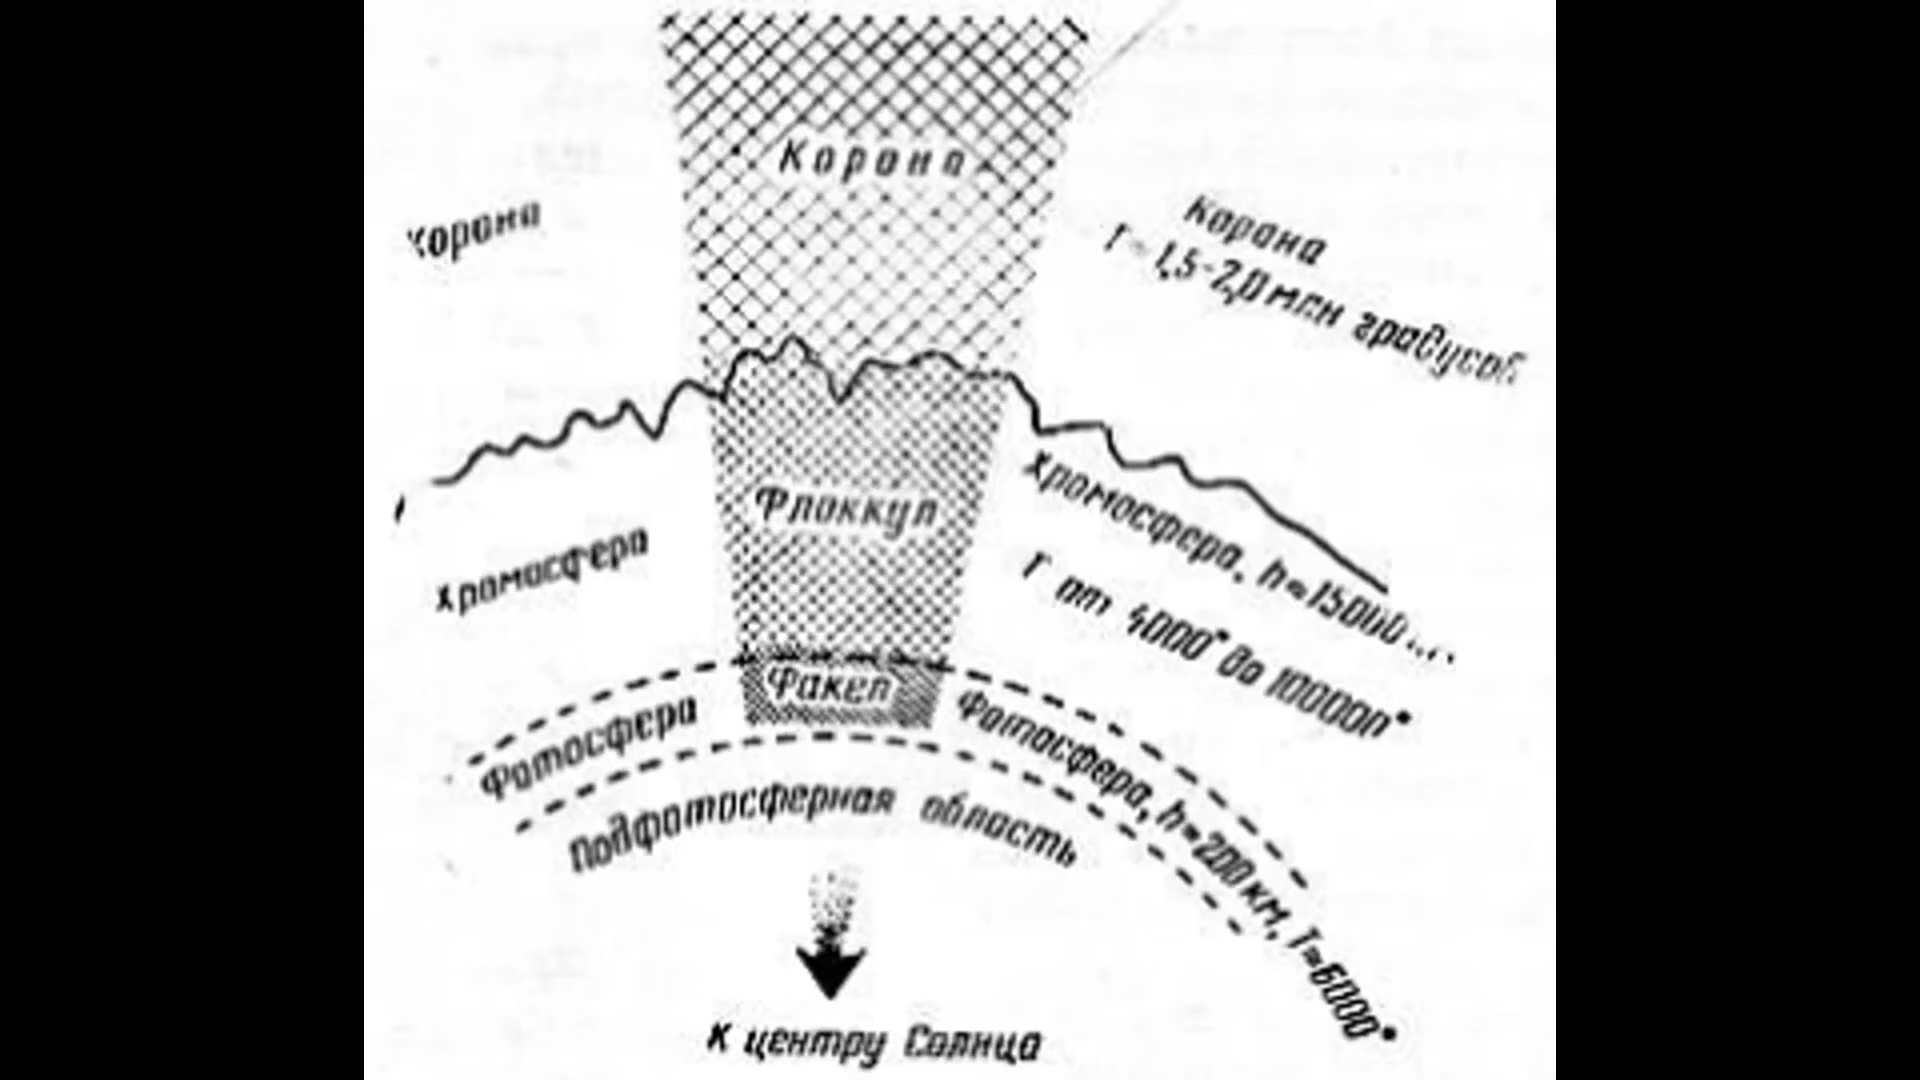 Корона
Корона
Корона
T ≈ 1,5-2,0 млн градусов
Флоккул
Хромосфера
Хромосфера, h≈15000...
T от 4000° до 100000°
Факел
Фотосфера
Фотосфера, h≈200 км, T≈6000°
Подфотосферная область
К центру Солнца